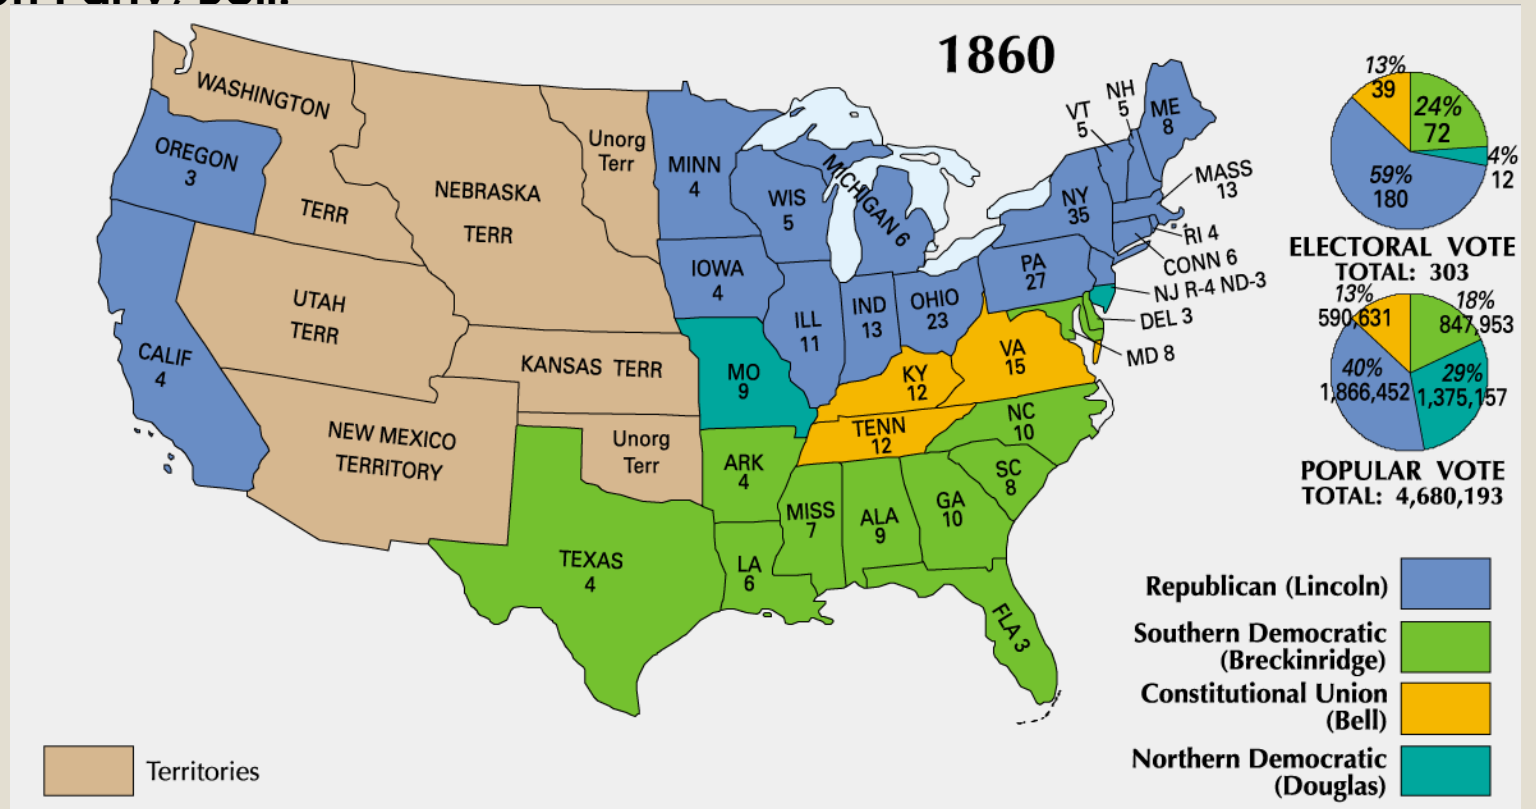 1860
WASHINGTON
TERR
OREGON
3
CALIF
4
NEBRASKA
TERR
Unorg
Terr
UTAH
TERR
KANSAS TERR
NEW MEXICO
TERRITORY
Unorg
Terr
MINN
4
IOWA
4
WIS
5
MICHIGAN 6
ILL
11
IND
13
OHIO
23
PA
27
NY
35
VT
5
NH
5
ME
8
MASS
13
RI 4
CONN 6
NJ R-4 ND-3
DEL 3
MD 8
MO
9
KY
12
VA
15
TENN
12
NC
10
SC
8
GA
10
ALA
9
MISS
7
ARK
4
LA
6
TEXAS
4
FLA 3
13%
39
24%
72
4%
12
59%
180
ELECTORAL VOTE
TOTAL: 303
13%
590,631
18%
847,953
40%
1,866,452
29%
1,375,157
POPULAR VOTE
TOTAL: 4,680,193
Republican (Lincoln)
Southern Democratic
(Breckinridge)
Constitutional Union
(Bell)
Northern Democratic
(Douglas)
Territories